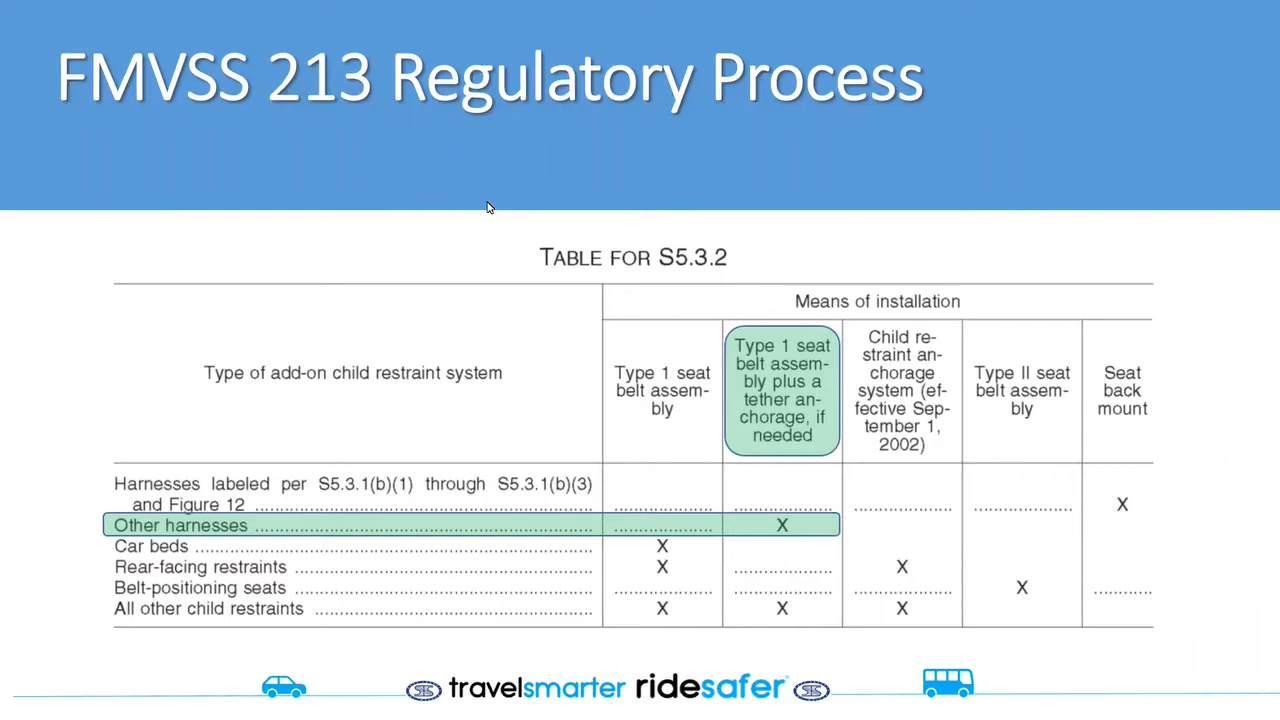 FMVSS 213 Regulatory Process
TABLE FOR S5.3.2
Type of add-on child restraint system
Means of installation
Type 1 seat
belt assem-
bly
Type 1 seat
belt assem-
bly plus a
tether an-
chorage, if
needed
Child re-
straint an-
chorage
system (ef-
fective Sep-
tember 1,
2002)
Type II seat
belt assem-
bly
Seat
back
mount
Harnesses labeled per S5.3.1(b)(1) through S5.3.1(b)(3)
and Figure 12 X
Other harnesses X
Car beds X
Rear-facing restraints X X
Belt-positioning seats X
All other child restraints X X X
travelsmarter ridesafer